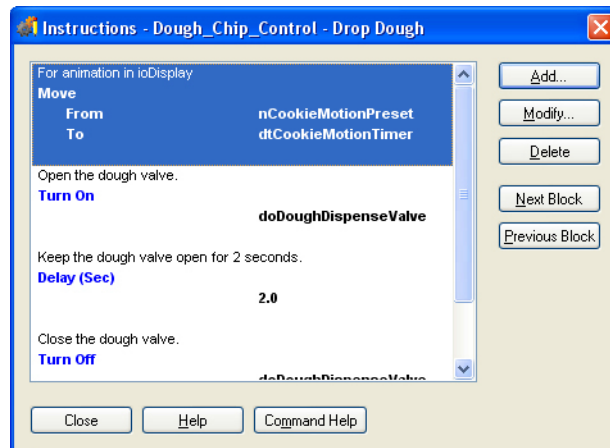 Instructions - Dough_Chip_Control - Drop Dough
For animation in ioDisplay
Move
From nCookieMotionPreset
To dtCookieMotionTimer
Open the dough valve.
Turn On
doDoughDispenseValve
Keep the dough valve open for 2 seconds.
Delay (Sec)
2.0
Close the dough valve.
Turn Off
doDoughDispenseValve
Add...
Modify...
Delete
Next Block
Previous Block
Close
Help
Command Help